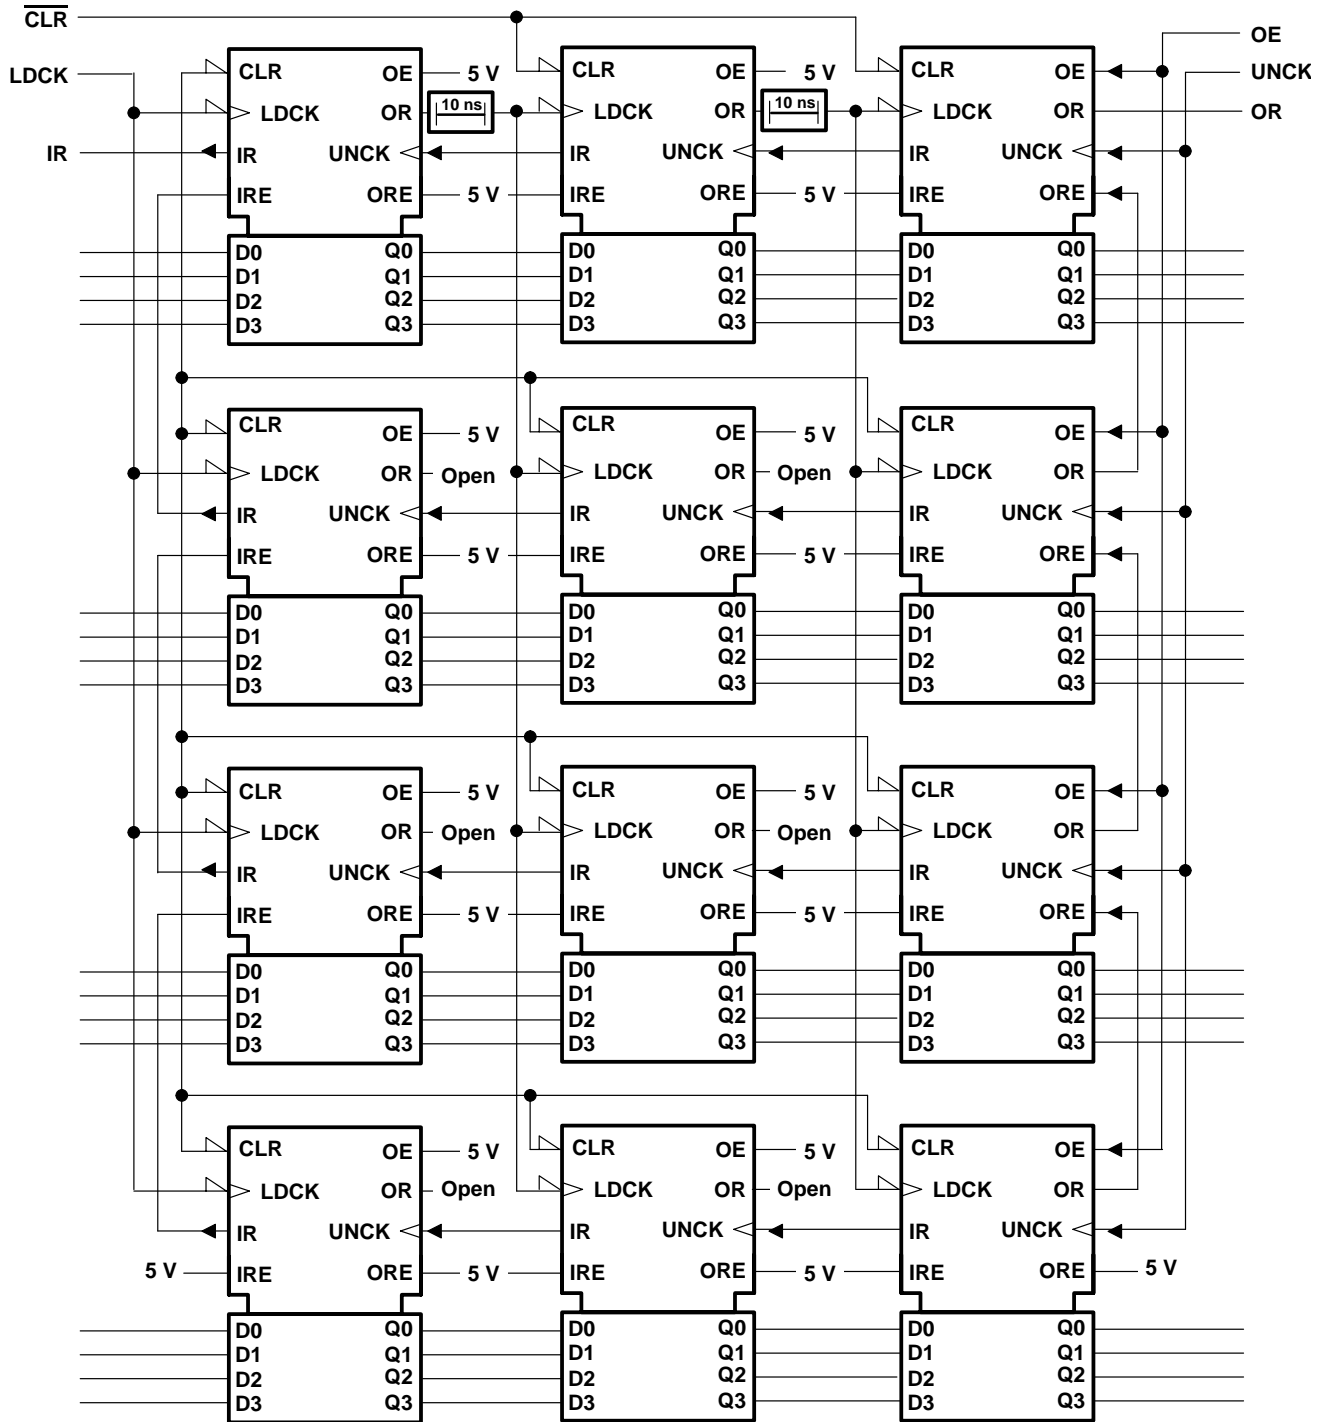 CLR OE
LDCK CLR OE 5 V CLR OE 5 V CLR OE UNCK
LDCK OR 10 ns LDCK OR 10 ns LDCK OR OR
IR IR UNCK IR UNCK IR UNCK
IRE ORE 5 V IRE ORE 5 V IRE ORE
D0 Q0 D0 Q0 D0 Q0
D1 Q1 D1 Q1 D1 Q1
D2 Q2 D2 Q2 D2 Q2
D3 Q3 D3 Q3 D3 Q3
CLR OE 5 V CLR OE 5 V CLR OE
LDCK OR Open LDCK OR Open LDCK OR
IR UNCK IR UNCK IR UNCK
IRE ORE 5 V IRE ORE 5 V IRE ORE
D0 Q0 D0 Q0 D0 Q0
D1 Q1 D1 Q1 D1 Q1
D2 Q2 D2 Q2 D2 Q2
D3 Q3 D3 Q3 D3 Q3
CLR OE 5 V CLR OE 5 V CLR OE
LDCK OR Open LDCK OR Open LDCK OR
IR UNCK IR UNCK IR UNCK
IRE ORE 5 V IRE ORE 5 V IRE ORE
D0 Q0 D0 Q0 D0 Q0
D1 Q1 D1 Q1 D1 Q1
D2 Q2 D2 Q2 D2 Q2
D3 Q3 D3 Q3 D3 Q3
CLR OE 5 V CLR OE 5 V CLR OE
LDCK OR Open LDCK OR Open LDCK OR
IR UNCK IR UNCK IR UNCK
5 V IRE ORE 5 V IRE ORE 5 V IRE ORE 5 V
D0 Q0 D0 Q0 D0 Q0
D1 Q1 D1 Q1 D1 Q1
D2 Q2 D2 Q2 D2 Q2
D3 Q3 D3 Q3 D3 Q3